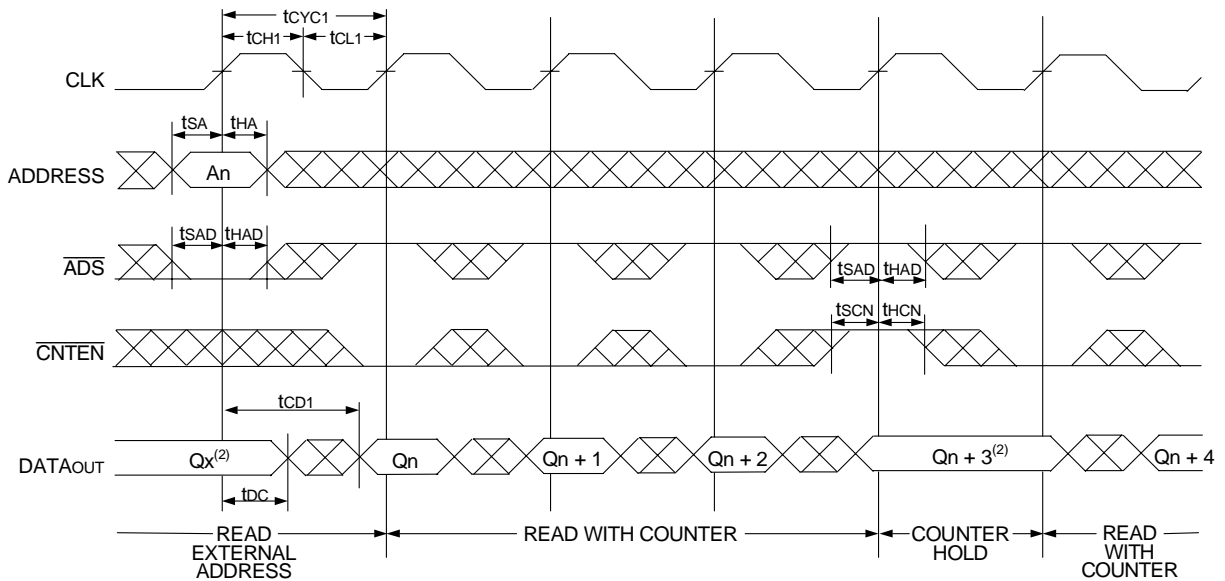 tCYC1
tCH1 tCL1
CLK
tSA tHA
ADDRESS An
tSAD tHAD
ADS
tSAD tHAD
tSCN tHCN
CNTEN
tCD1
DATAOUT Qx(2) Qn Qn + 1 Qn + 2 Qn + 3(2) Qn + 4
tDC
READ EXTERNAL ADDRESS
READ WITH COUNTER
COUNTER HOLD
READ WITH COUNTER